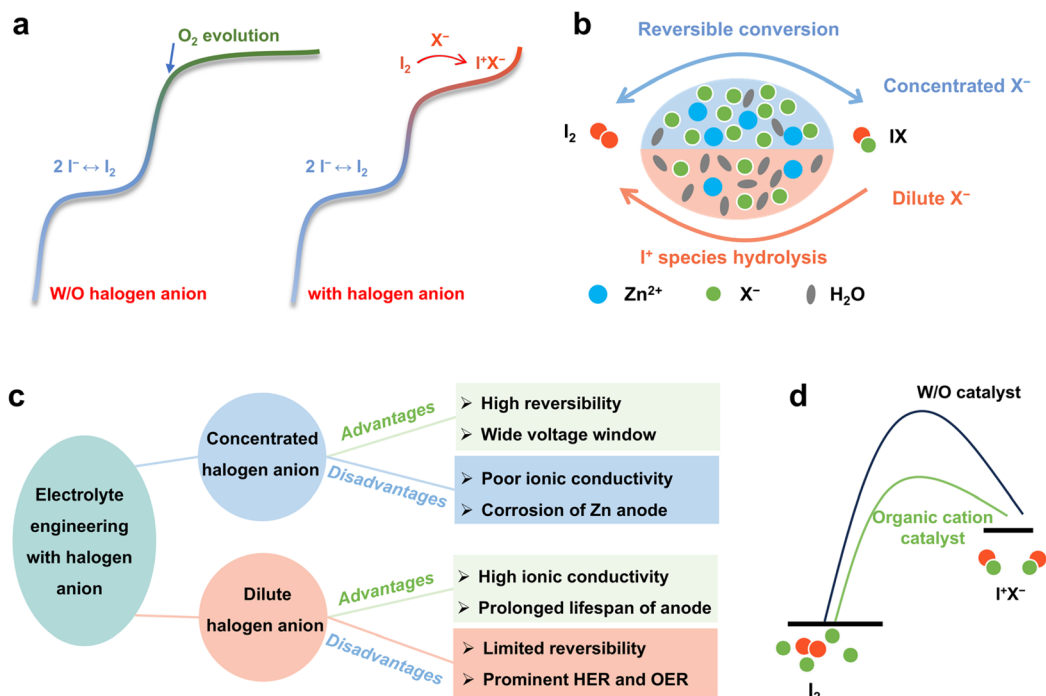 a
O₂ evolution
2 I⁻ ↔ I₂
W/O halogen anion
X⁻
I₂
I⁺X⁻
2 I⁻ ↔ I₂
with halogen anion
b
Reversible conversion
Concentrated X⁻
I₂
IX
Dilute X⁻
I⁺ species hydrolysis
Zn²⁺
X⁻
H₂O
c
Electrolyte
engineering
with halogen
anion
Concentrated
halogen anion
Advantages
➢ High reversibility
➢ Wide voltage window
Disadvantages
➢ Poor ionic conductivity
➢ Corrosion of Zn anode
Dilute
halogen anion
Advantages
➢ High ionic conductivity
➢ Prolonged lifespan of anode
Disadvantages
➢ Limited reversibility
➢ Prominent HER and OER
d
W/O catalyst
Organic cation
catalyst
I⁺X⁻
I₂